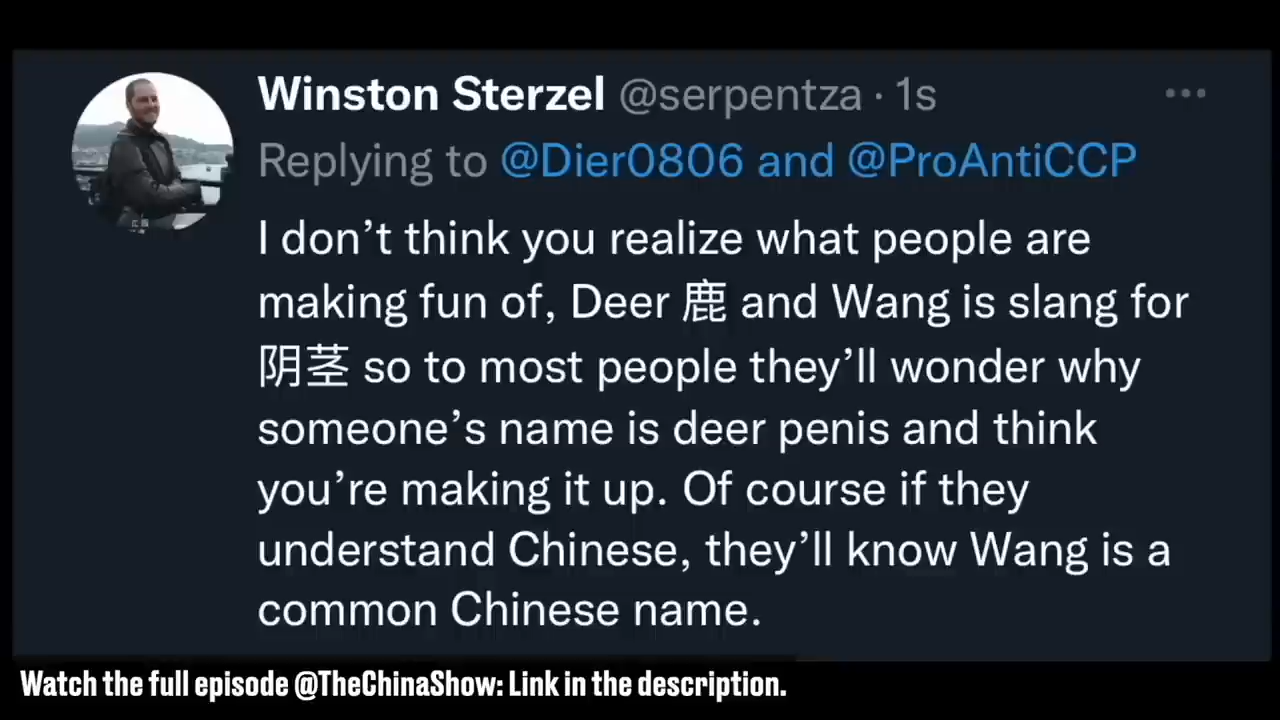 Winston Sterzel @serpentza · 1s
Replying to @Dier0806 and @ProAntiCCP
I don’t think you realize what people are
making fun of, Deer 鹿 and Wang is slang for
阴茎 so to most people they’ll wonder why
someone’s name is deer penis and think
you’re making it up. Of course if they
understand Chinese, they’ll know Wang is a
common Chinese name.
Watch the full episode @TheChinaShow: Link in the description.